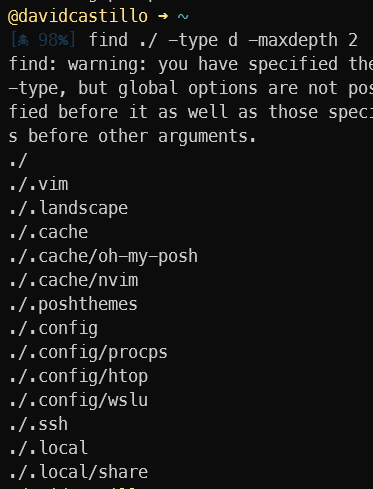 @davidcastillo ➜ ~
[ 98%] find ./ -type d -maxdepth 2
find: warning: you have specified the
-type, but global options are not pos
fied before it as well as those speci
s before other arguments.
./
./.vim
./.landscape
./.cache
./.cache/oh-my-posh
./.cache/nvim
./.poshthemes
./.config
./.config/procps
./.config/htop
./.config/wslu
./.ssh
./.local
./.local/share